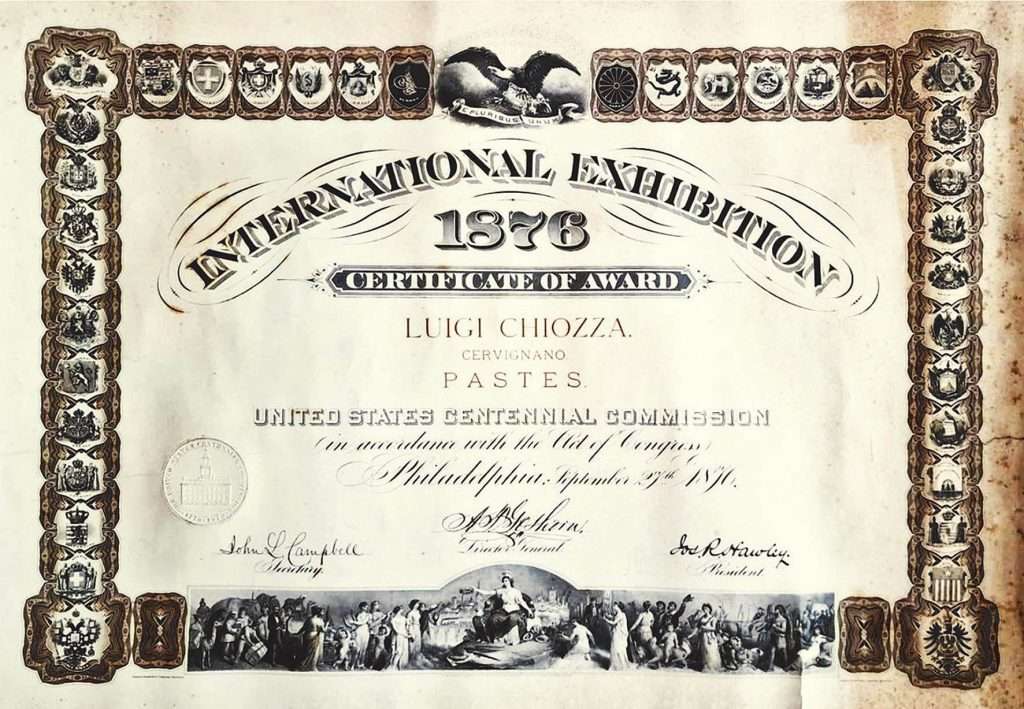 E PLURIBUS UNUM
INTERNATIONAL EXHIBITION
1876
CERTIFICATE OF AWARD
LUIGI CHIOZZA.
CERVIGNANO.
PASTES.
UNITED STATES CENTENNIAL COMMISSION
(in accordance with the Act of Congress)
Philadelphia, September 27th 1876.
A. T. Goshorn.
Director General.
John L. Campbell
Secretary.
Jos. R. Hawley.
President.